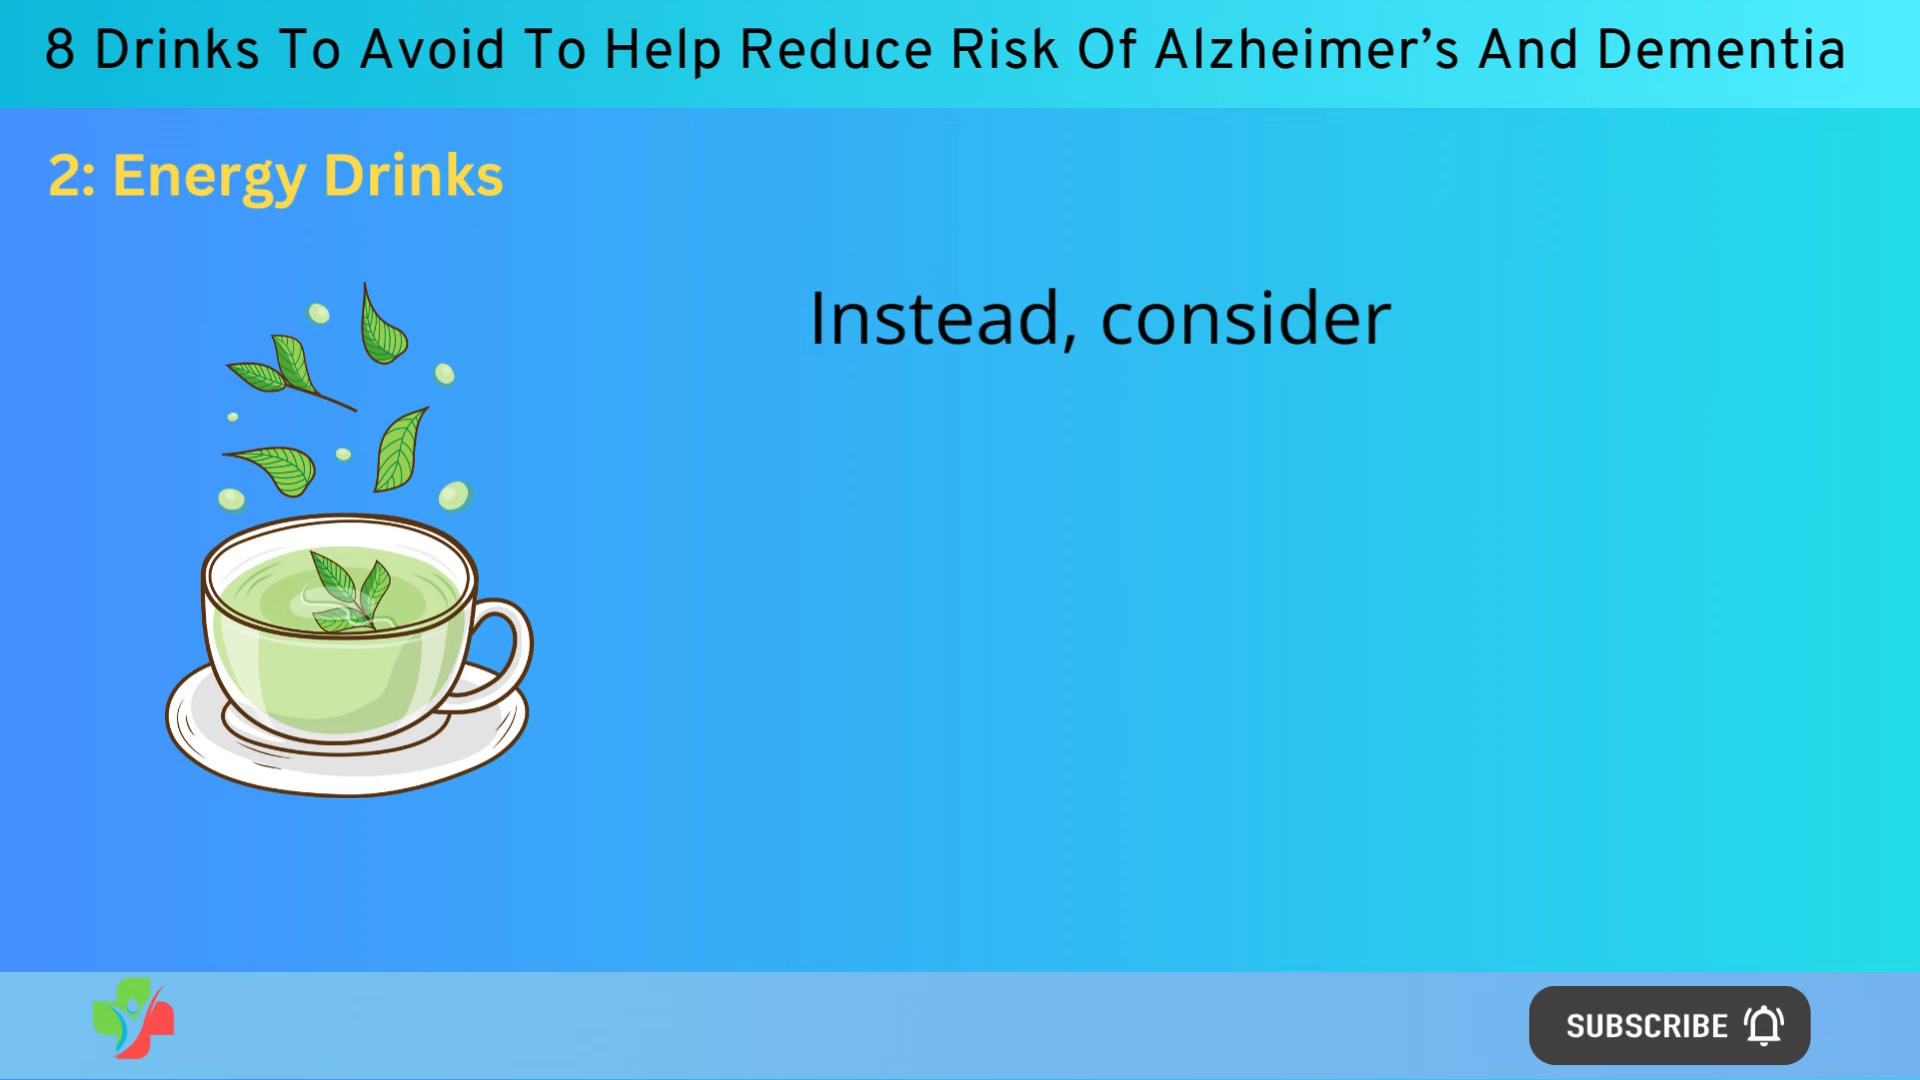 8 Drinks To Avoid To Help Reduce Risk Of Alzheimer’s And Dementia
2: Energy Drinks
Instead, consider
SUBSCRIBE